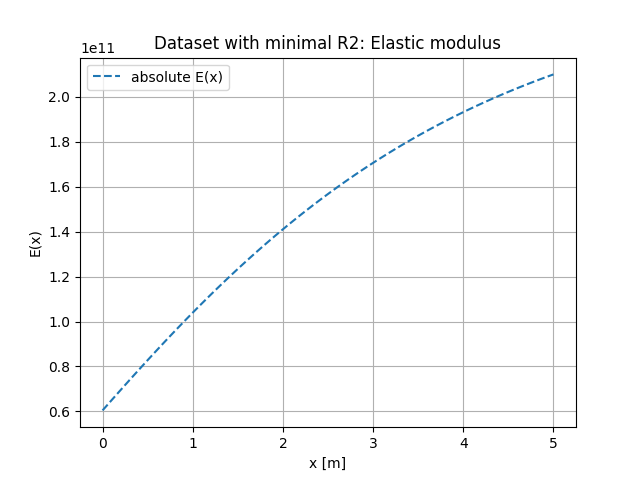 Dataset with minimal R2: Elastic modulus
1e11
absolute E(x)
2.0
1.8
1.6
1.4
1.2
1.0
0.8
0.6
E(x)
0 1 2 3 4 5
x [m]